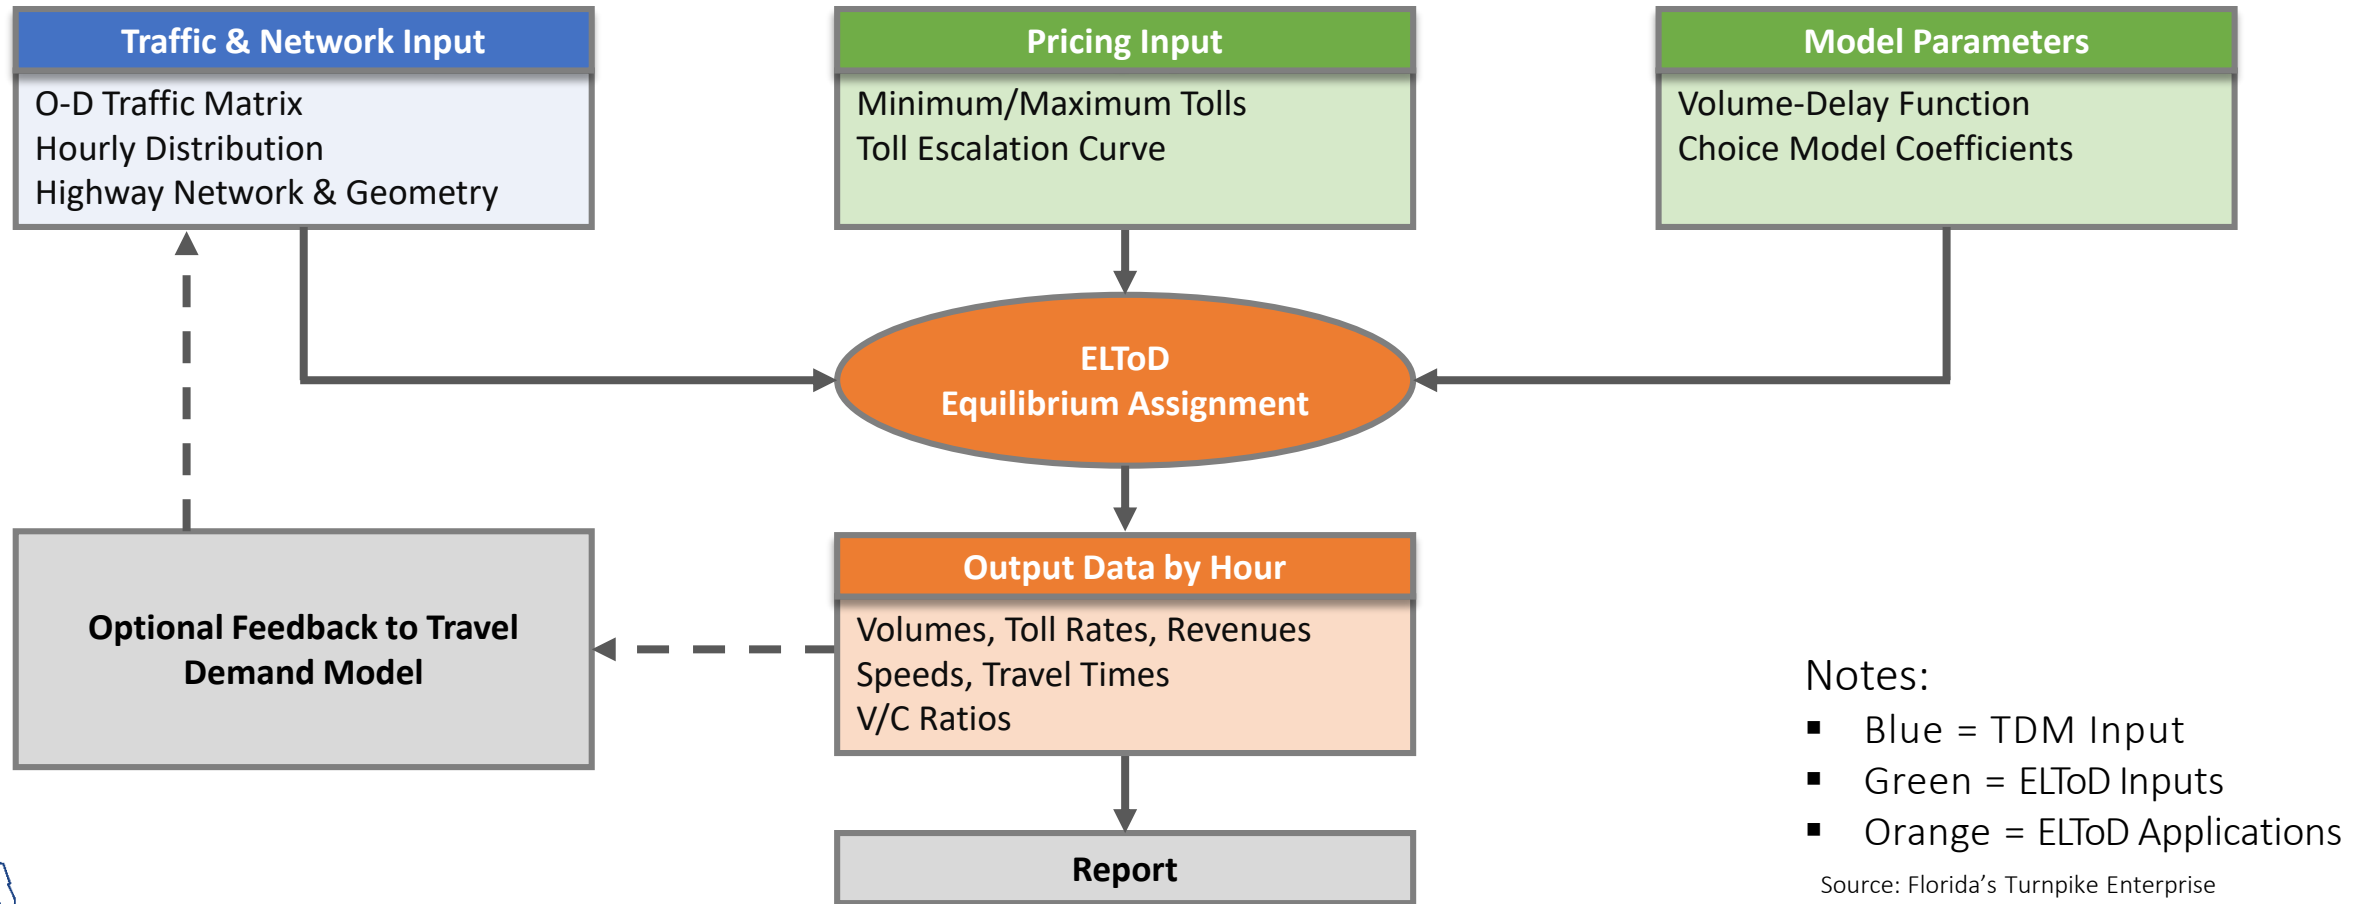 Traffic & Network Input
O-D Traffic Matrix
Hourly Distribution
Highway Network & Geometry
Pricing Input
Minimum/Maximum Tolls
Toll Escalation Curve
Model Parameters
Volume-Delay Function
Choice Model Coefficients
ELToD
Equilibrium Assignment
Optional Feedback to Travel
Demand Model
Output Data by Hour
Volumes, Toll Rates, Revenues
Speeds, Travel Times
V/C Ratios
Report
Notes:
▪ Blue = TDM Input
▪ Green = ELToD Inputs
▪ Orange = ELToD Applications
Source: Florida’s Turnpike Enterprise